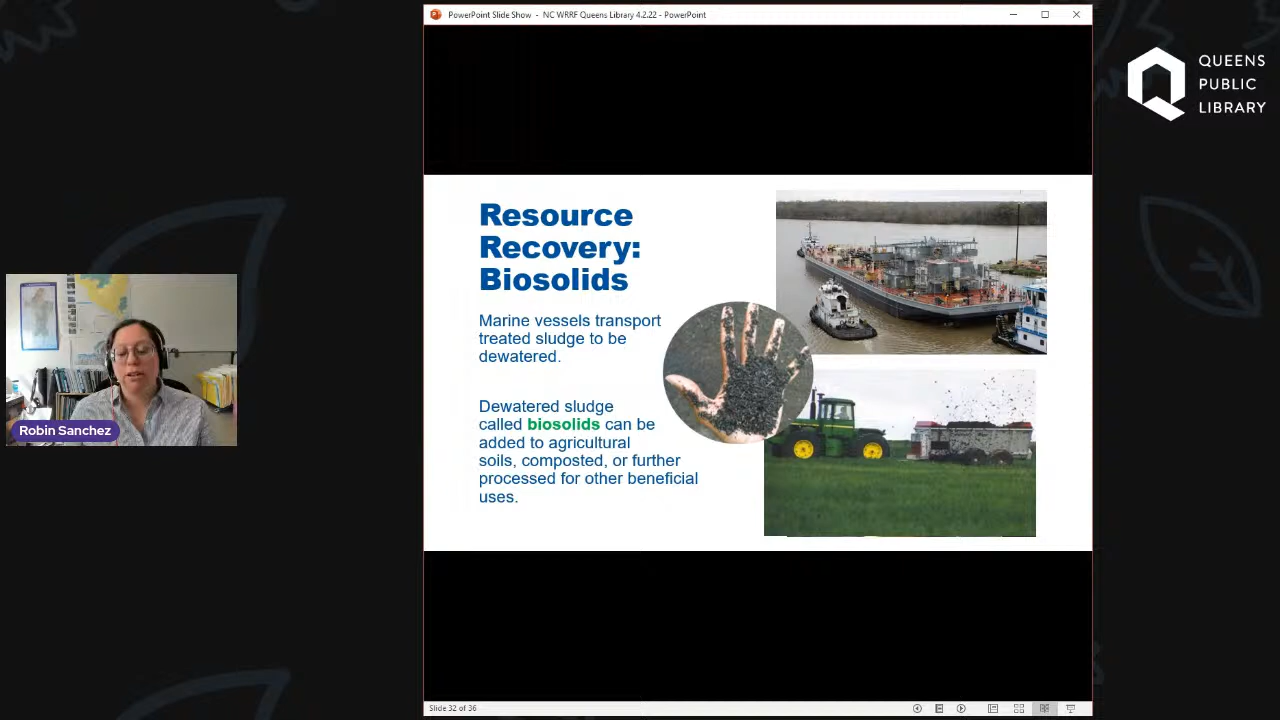 PowerPoint Slide Show - NC WRRF Queens Library 4.2.22 - PowerPoint
QUEENS
PUBLIC
LIBRARY
Resource
Recovery:
Biosolids
Marine vessels transport
treated sludge to be
dewatered.
Dewatered sludge
called biosolids can be
added to agricultural
soils, composted, or further
processed for other beneficial
uses.
Robin Sanchez
Slide 32 of 36